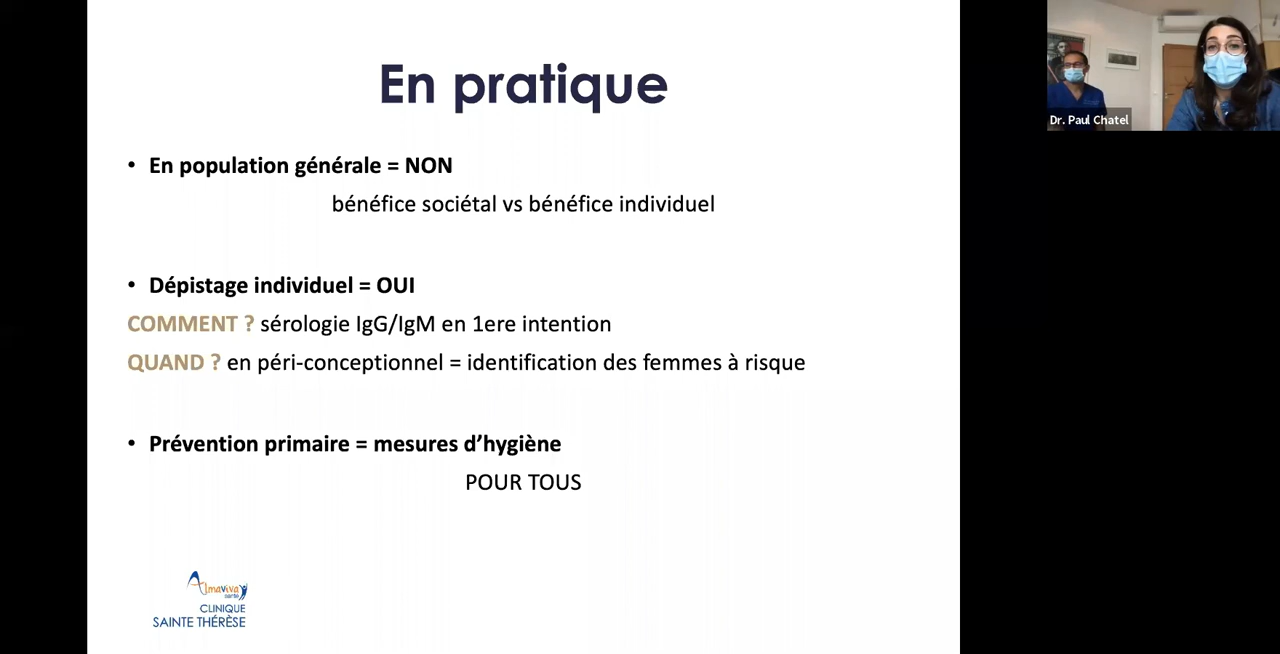 En pratique
• En population générale = NON
bénéfice sociétal vs bénéfice individuel
• Dépistage individuel = OUI
COMMENT ? sérologie IgG/IgM en 1ere intention
QUAND ? en péri-conceptionnel = identification des femmes à risque
• Prévention primaire = mesures d’hygiène
POUR TOUS
Almaviva
santé
CLINIQUE
SAINTE THÉRÈSE
Dr. Paul Chatel